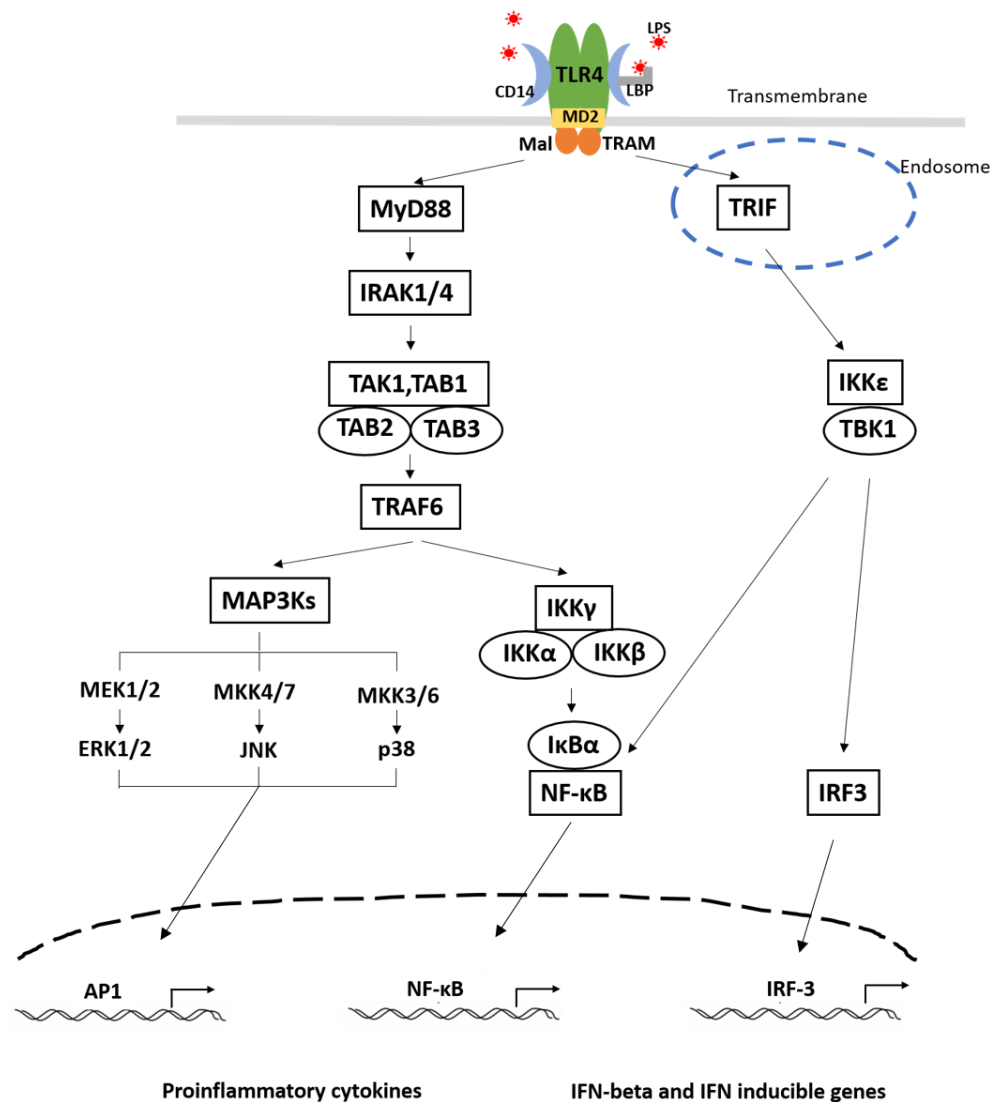 LPS
TLR4
CD14
LBP
Transmembrane
MD2
Mal
TRAM
Endosome
MyD88
TRIF
IRAK1/4
TAK1,TAB1
IKKε
TAB2
TAB3
TBK1
TRAF6
MAP3Ks
IKKγ
IKKα
IKKβ
MEK1/2
MKK4/7
MKK3/6
ERK1/2
JNK
p38
IκBα
NF-κB
IRF3
AP1
NF-κB
IRF-3
Proinflammatory cytokines
IFN-beta and IFN inducible genes